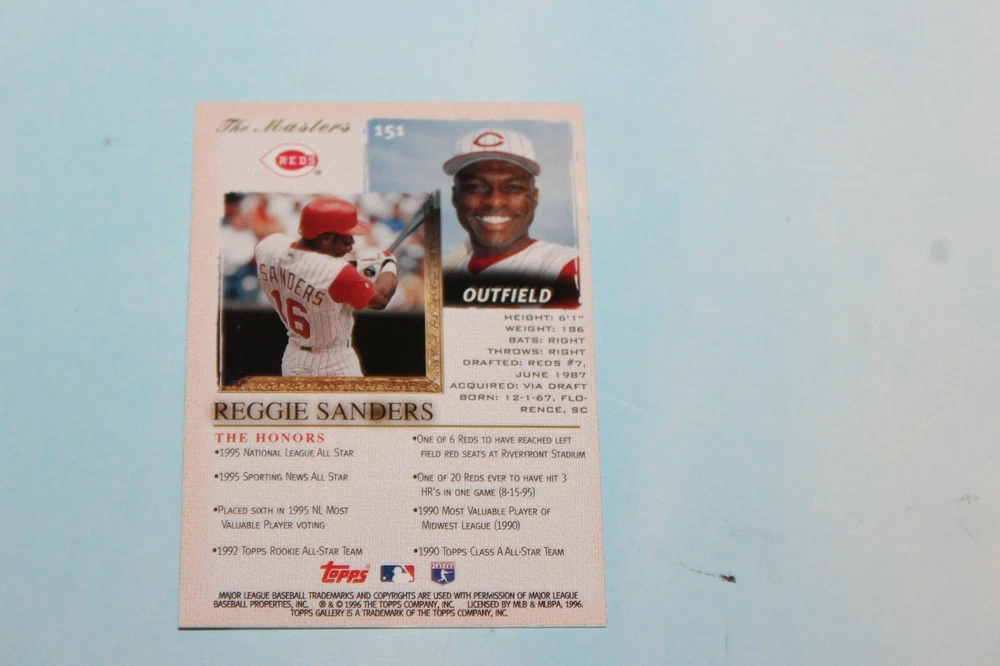 The Masters
151
REDS
C
SANDERS
16
OUTFIELD
HEIGHT: 6'1"
WEIGHT: 186
BATS: RIGHT
THROWS: RIGHT
DRAFTED: REDS #7,
JUNE 1987
ACQUIRED: VIA DRAFT
BORN: 12-1-67, FLO-
RENCE, SC
REGGIE SANDERS
THE HONORS
•1995 NATIONAL LEAGUE ALL STAR
•1995 SPORTING NEWS ALL STAR
•PLACED SIXTH IN 1995 NL MOST
VALUABLE PLAYER VOTING
•1992 TOPPS ROOKIE ALL-STAR TEAM
•ONE OF 6 REDS TO HAVE REACHED LEFT
FIELD RED SEATS AT RIVERFRONT STADIUM
•ONE OF 20 REDS EVER TO HAVE HIT 3
HR'S IN ONE GAME (8-15-95)
•1990 MOST VALUABLE PLAYER OF
MIDWEST LEAGUE (1990)
•1990 TOPPS CLASS A ALL-STAR TEAM
Topps
PLAYERS
MAJOR LEAGUE BASEBALL TRADEMARKS AND COPYRIGHTS ARE USED WITH PERMISSION OF MAJOR LEAGUE
BASEBALL PROPERTIES, INC. ® & © 1996 THE TOPPS COMPANY, INC. LICENSED BY MLB & MLBPA, 1996.
TOPPS GALLERY IS A TRADEMARK OF THE TOPPS COMPANY, INC.